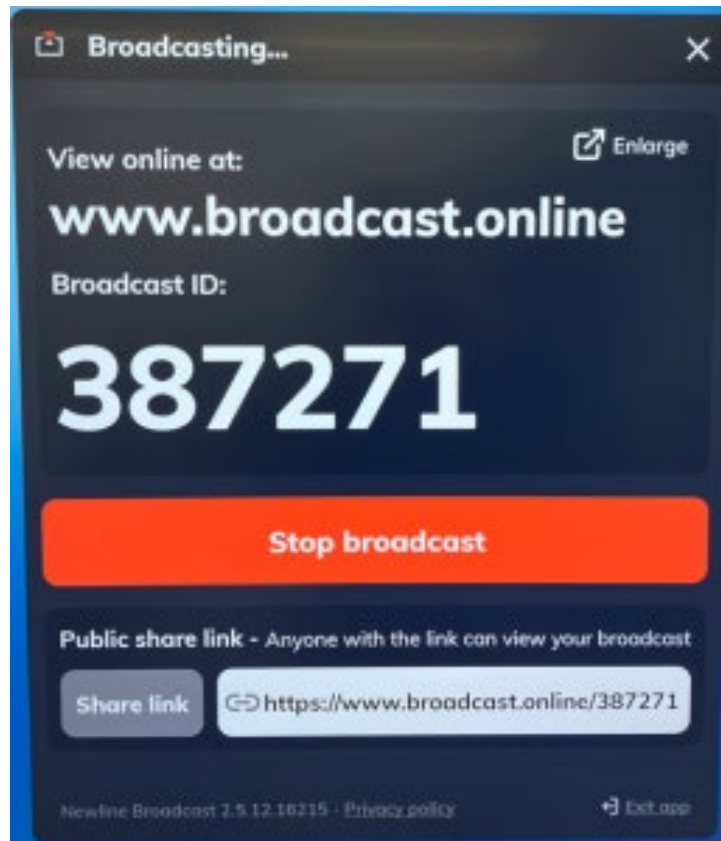 Broadcasting...
Enlarge
View online at:
www.broadcast.online
Broadcast ID:
387271
Stop broadcast
Public share link - Anyone with the link can view your broadcast
Share link
https://www.broadcast.online/387271
Newline Broadcast 2.5.12.16215 - Privacy policy
Exit app